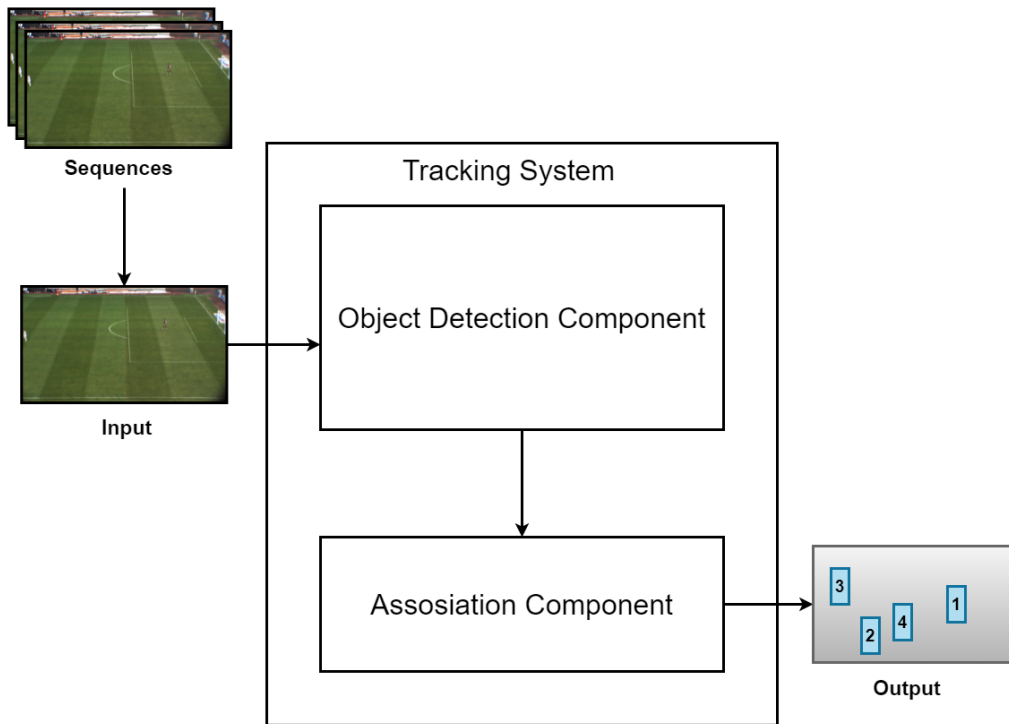 Sequences
Tracking System
Object Detection Component
Input
Assosiation Component
3
1
4
2
Output